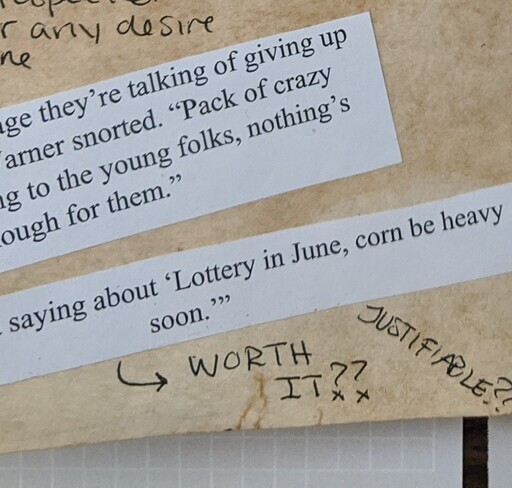 r any desire
ne
ge they're talking of giving up
arner snorted. “Pack of crazy
ng to the young folks, nothing’s
ough for them.”
saying about ‘Lottery in June, corn be heavy
soon.’”
WORTH
IT??
JUSTIFIABLE??